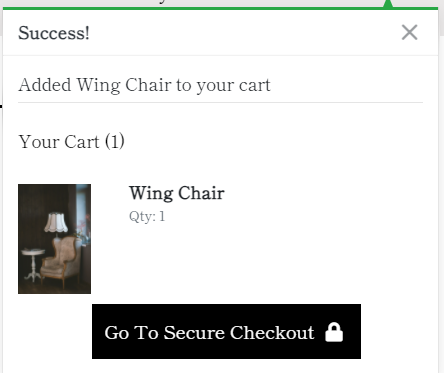 Success!
Added Wing Chair to your cart
Your Cart (1)
Wing Chair
Qty: 1
Go To Secure Checkout